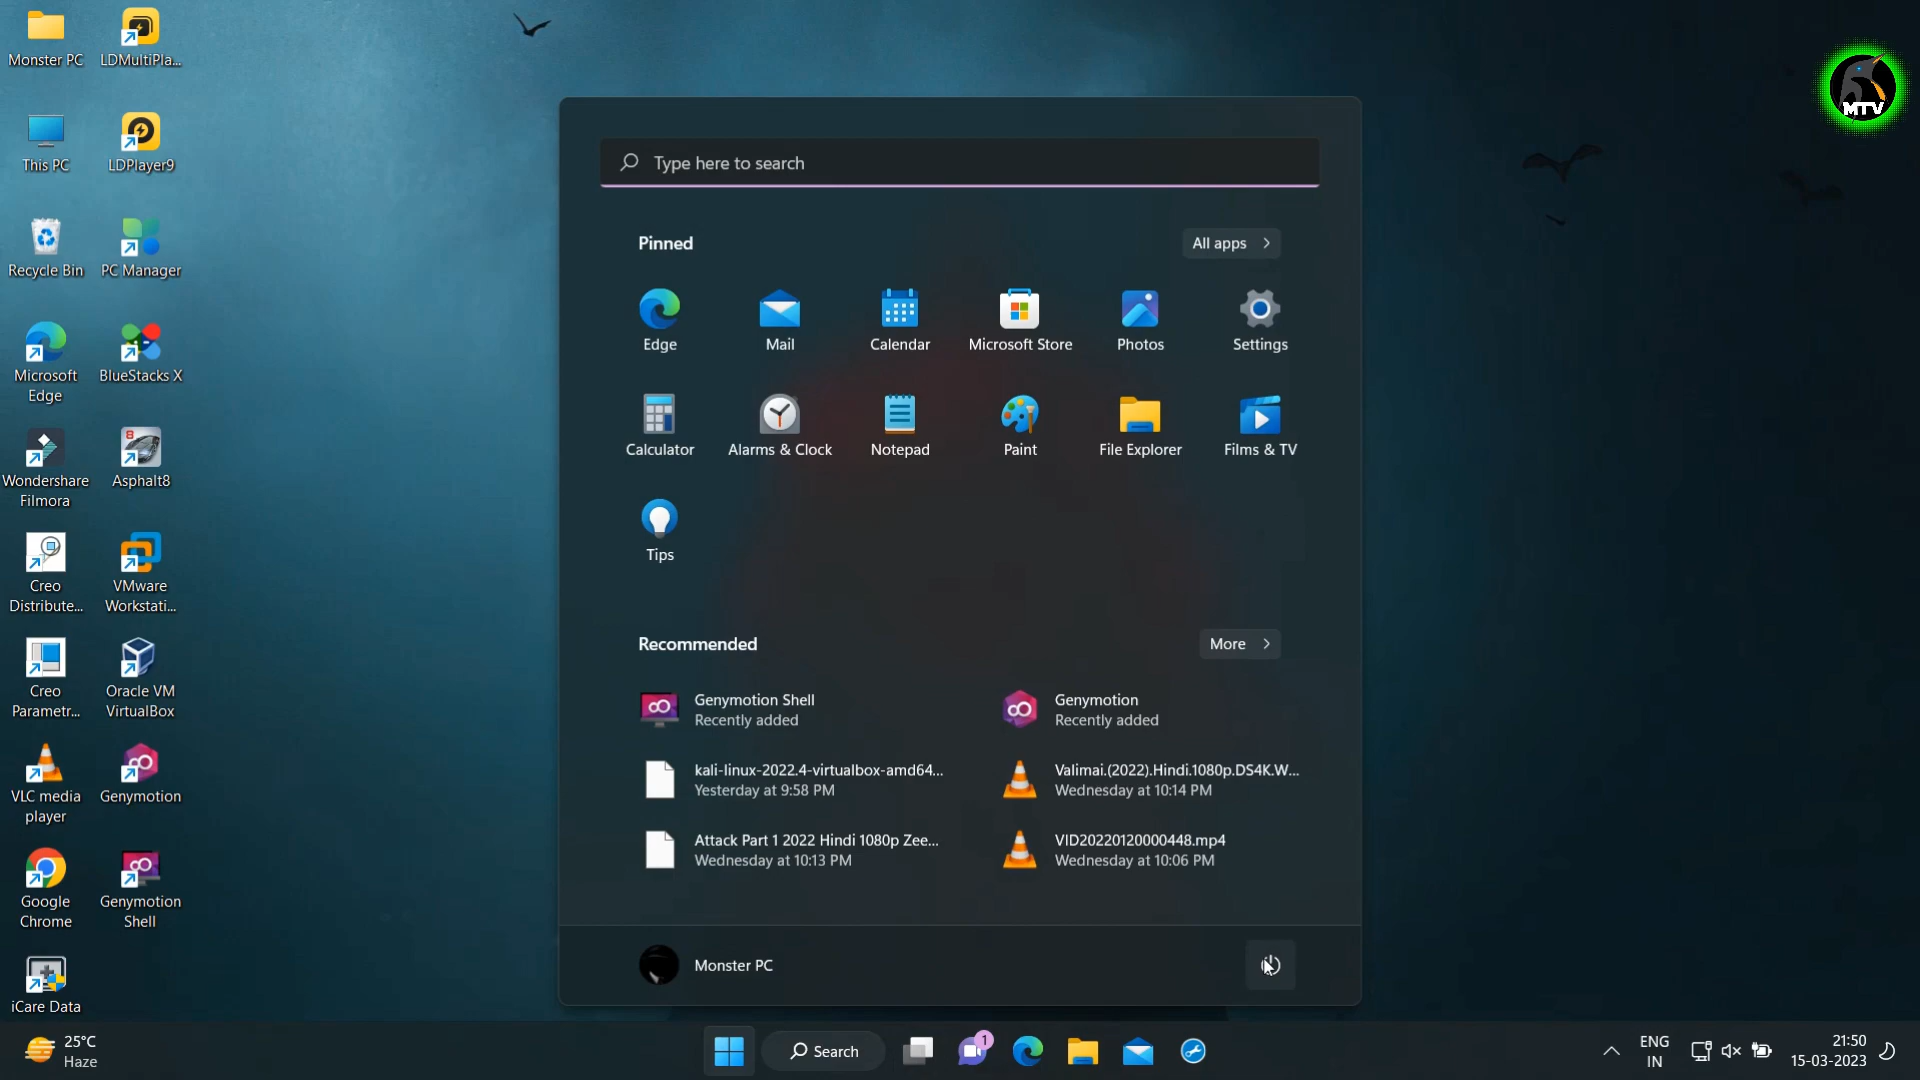 Monster PC
LDMultiPla...
This PC
LDPlayer9
Recycle Bin
PC Manager
Microsoft
Edge
BlueStacks X
Wondershare
Filmora
8
Asphalt8
Creo
Distribute...
VMware
Workstati...
Creo
Parametr...
Oracle VM
VirtualBox
VLC media
player
Genymotion
Google
Chrome
Genymotion
Shell
iCare Data
MTV
Type here to search
Pinned
All apps
Edge
Mail
Calendar
Microsoft Store
Photos
Settings
Calculator
Alarms & Clock
Notepad
Paint
File Explorer
Films & TV
Tips
Recommended
More
Genymotion Shell
Recently added
Genymotion
Recently added
kali-linux-2022.4-virtualbox-amd64...
Yesterday at 9:58 PM
Valimai.(2022).Hindi.1080p.DS4K.W...
Wednesday at 10:14 PM
Attack Part 1 2022 Hindi 1080p Zee...
Wednesday at 10:13 PM
VID20220120000448.mp4
Wednesday at 10:06 PM
Monster PC
25°C
Haze
Search
1
ENG
IN
21:50
15-03-2023